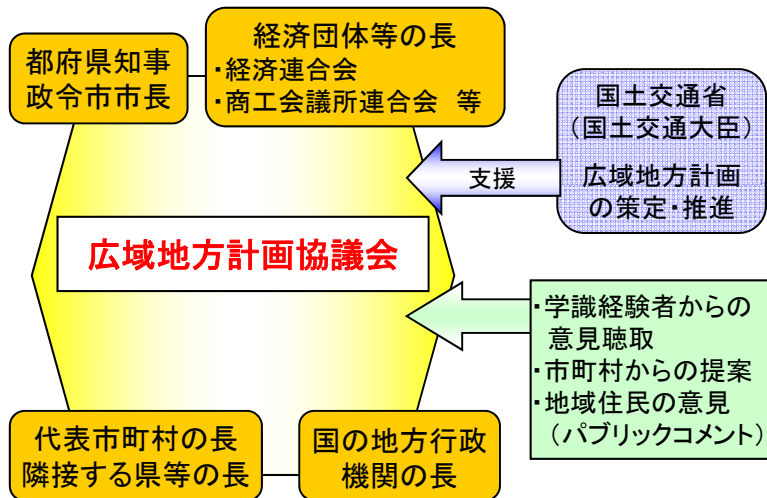 都府県知事
政令市市長
経済団体等の長
・経済連合会
・商工会議所連合会 等
国土交通省
（国土交通大臣）
広域地方計画
の策定・推進
支援
広域地方計画協議会
・学識経験者からの
意見聴取
・市町村からの提案
・地域住民の意見
（パブリックコメント）
代表市町村の長
隣接する県等の長
国の地方行政
機関の長